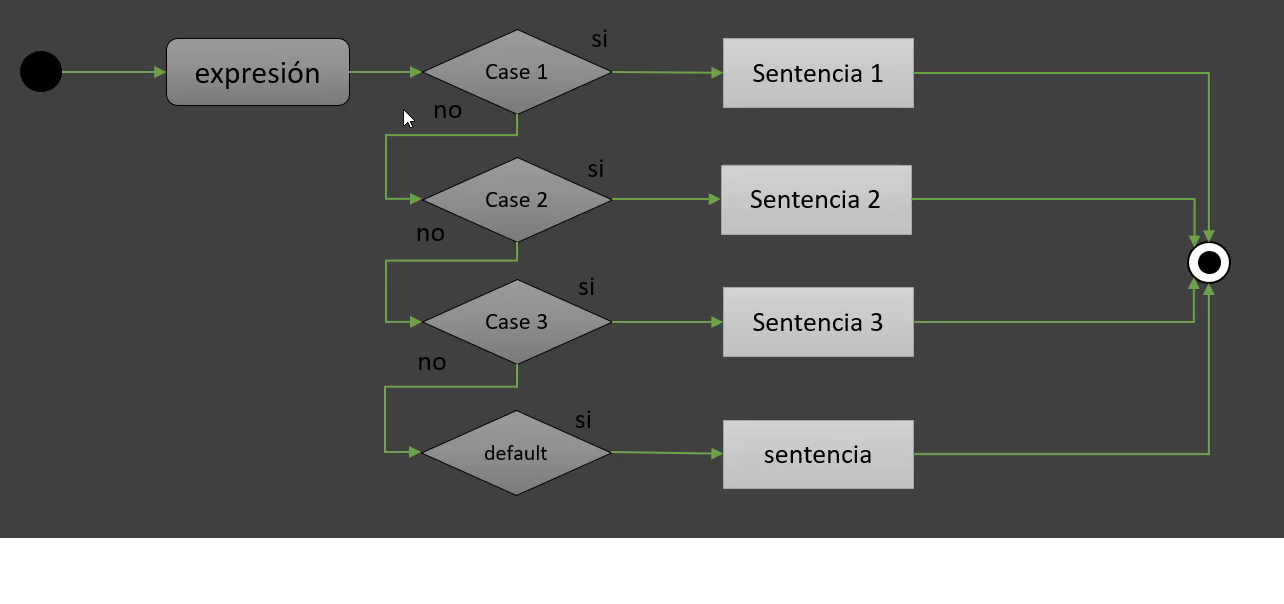 si
expresión
Case 1
Sentencia 1
no
si
Case 2
Sentencia 2
no
si
Case 3
Sentencia 3
no
si
default
sentencia